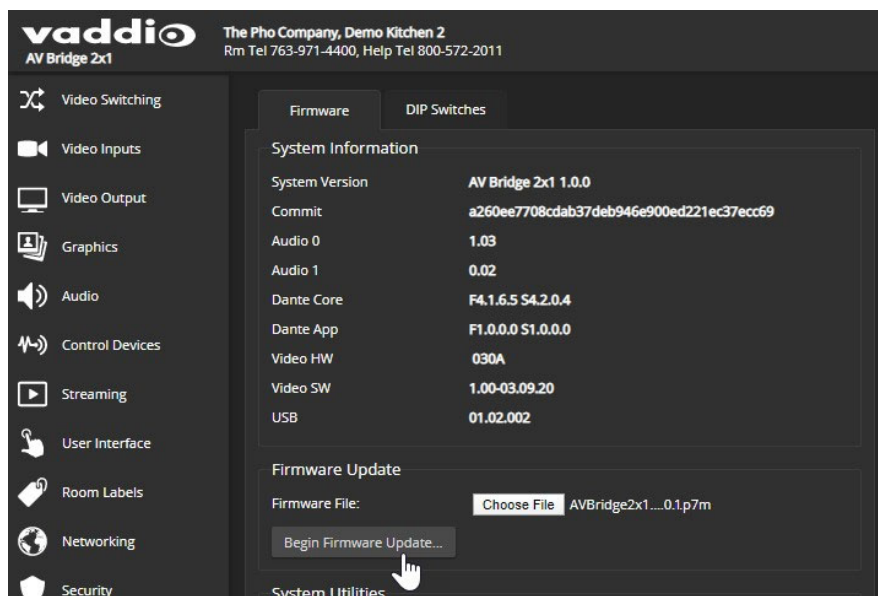 vaddio
AV Bridge 2x1
The Pho Company, Demo Kitchen 2
Rm Tel 763-971-4400, Help Tel 800-572-2011
Video Switching
Video Inputs
Video Output
Graphics
Audio
Control Devices
Streaming
User Interface
Room Labels
Networking
Security
Firmware
DIP Switches
System Information
System Version AV Bridge 2x1 1.0.0
Commit a260ee7708cdab37deb946e900ed221ec37ecc69
Audio 0 1.03
Audio 1 0.02
Dante Core F4.1.6.5 S4.2.0.4
Dante App F1.0.0.0 S1.0.0.0
Video HW 030A
Video SW 1.00-03.09.20
USB 01.02.002
Firmware Update
Firmware File: Choose File AVBridge2x1....0.1.p7m
Begin Firmware Update...
System Utilities